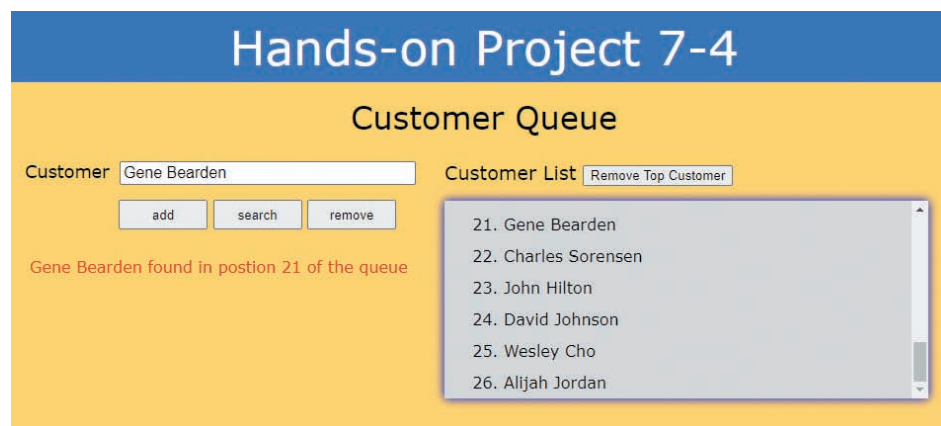 Hands-on Project 7-4
Customer Queue
Customer Gene Bearden
add search remove
Gene Bearden found in postion 21 of the queue
Customer List Remove Top Customer
21. Gene Bearden
22. Charles Sorensen
23. John Hilton
24. David Johnson
25. Wesley Cho
26. Alijah Jordan